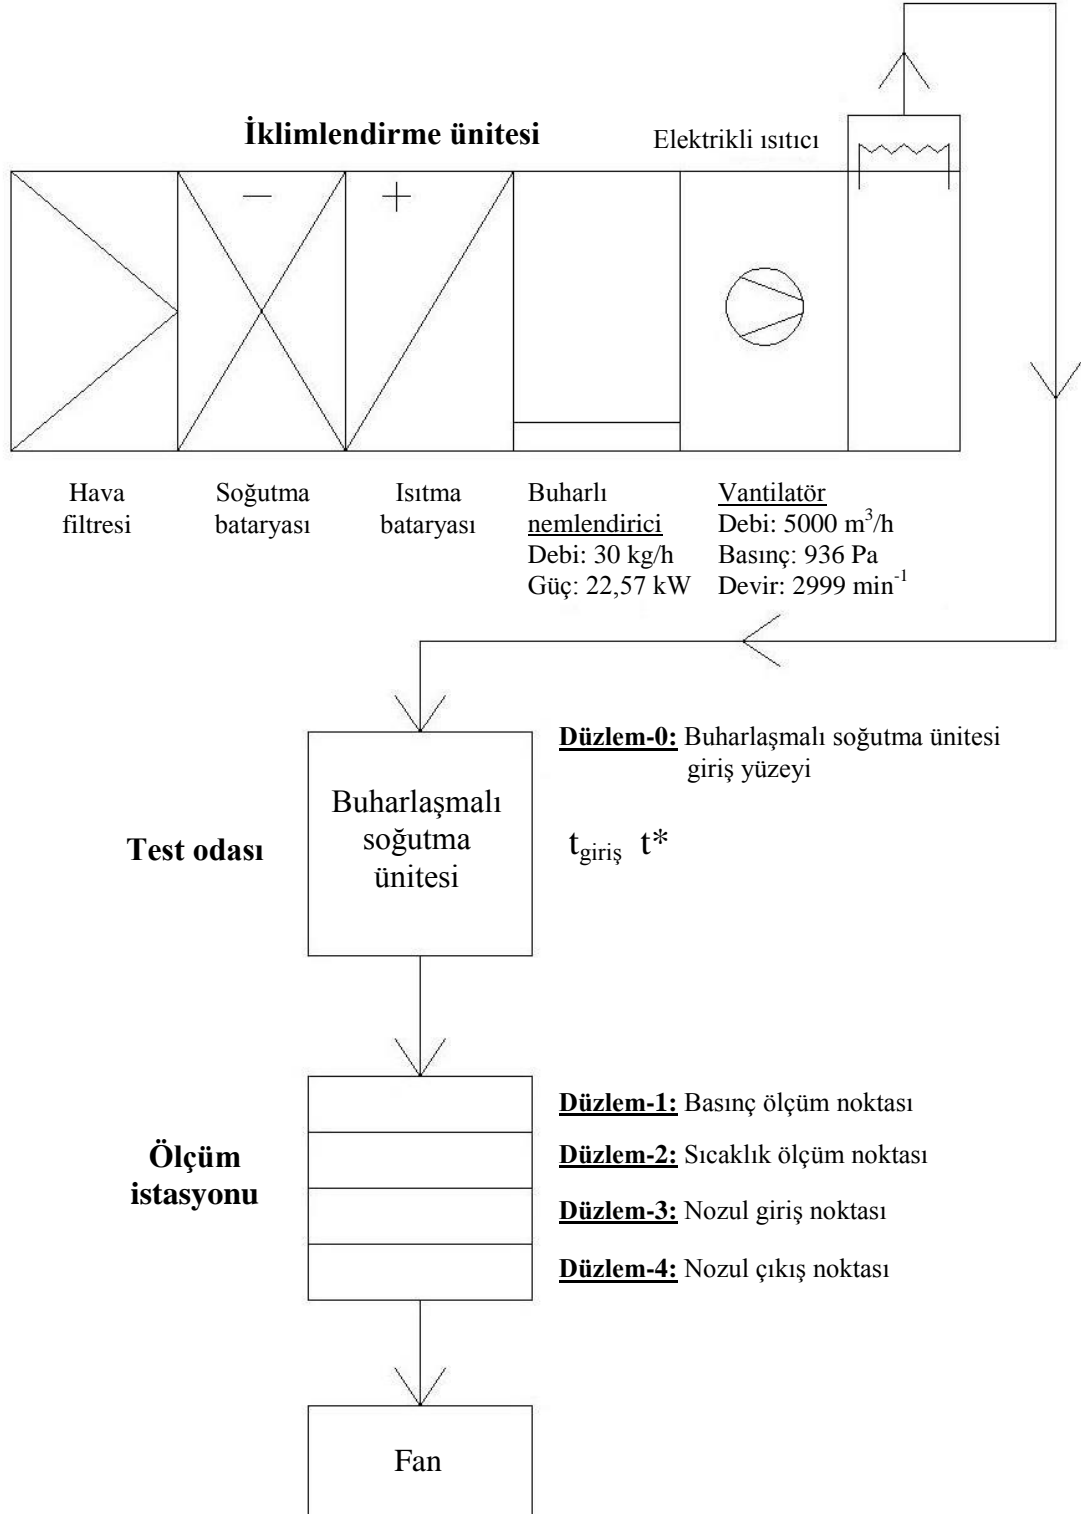 İklimlendirme ünitesi
Elektrikli ısıtıcı
Hava
filtresi
Soğutma
bataryası
Isıtma
bataryası
Buharlı
nemlendirici
Debi: 30 kg/h
Güç: 22,57 kW
Vantilatör
Debi: 5000 m³/h
Basınç: 936 Pa
Devir: 2999 min⁻¹
Düzlem-0: Buharlaşmalı soğutma ünitesi
giriş yüzeyi
Buharlaşmalı
soğutma
ünitesi
Test odası
t_giriş t*
Düzlem-1: Basınç ölçüm noktası
Düzlem-2: Sıcaklık ölçüm noktası
Ölçüm
istasyonu
Düzlem-3: Nozul giriş noktası
Düzlem-4: Nozul çıkış noktası
Fan